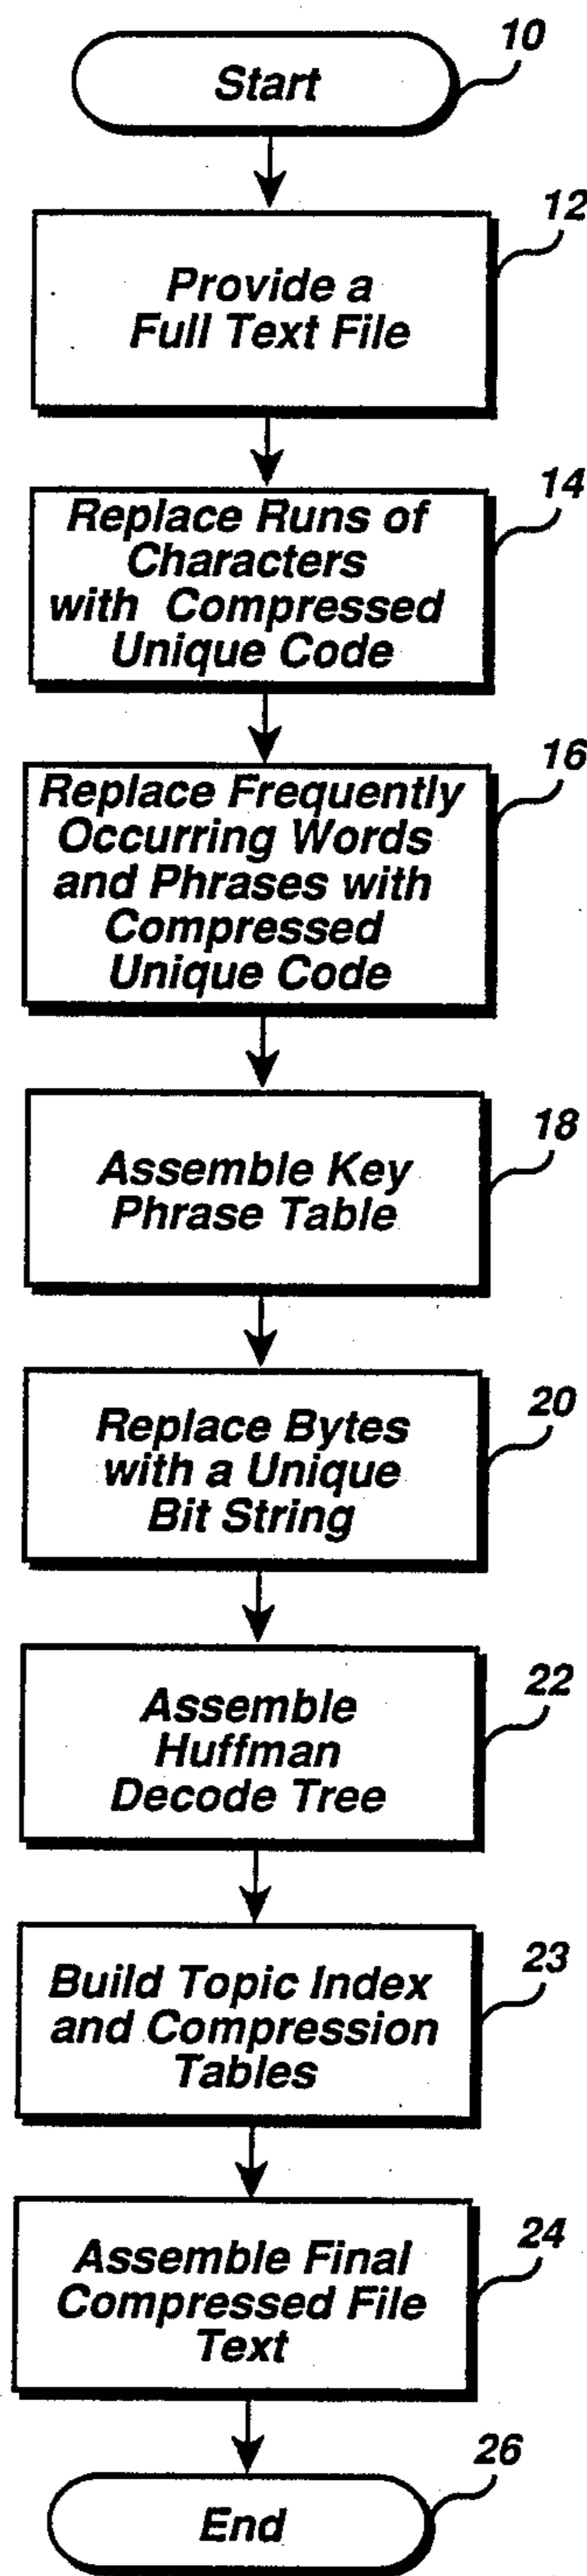 10
Start
12
Provide a
Full Text File
14
Replace Runs of
Characters
with Compressed
Unique Code
16
Replace Frequently
Occurring Words
and Phrases with
Compressed
Unique Code
18
Assemble Key
Phrase Table
20
Replace Bytes
with a Unique
Bit String
22
Assemble
Huffman
Decode Tree
23
Build Topic Index
and Compression
Tables
24
Assemble Final
Compressed File
Text
26
End